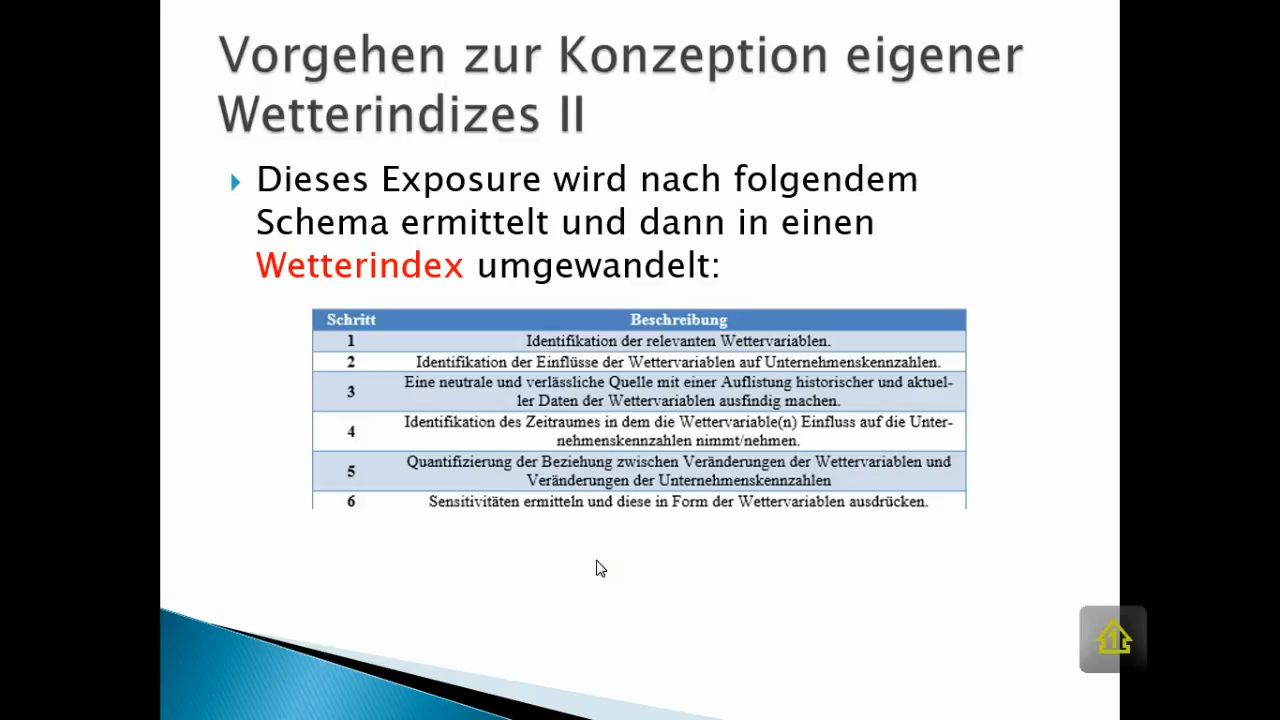 Vorgehen zur Konzeption eigener
Wetterindizes II
Dieses Exposure wird nach folgendem
Schema ermittelt und dann in einen
Wetterindex umgewandelt:
Schritt Beschreibung
1 Identifikation der relevanten Wettervariablen.
2 Identifikation der Einflüsse der Wettervariablen auf Unternehmenskennzahlen.
3 Eine neutrale und verlässliche Quelle mit einer Auflistung historischer und aktuel-
ler Daten der Wettervariablen ausfindig machen.
4 Identifikation des Zeitraumes in dem die Wettervariable(n) Einfluss auf die Unter-
nehmenskennzahlen nimmt/nehmen.
5 Quantifizierung der Beziehung zwischen Veränderungen der Wettervariablen und
Veränderungen der Unternehmenskennzahlen
6 Sensitivitäten ermitteln und diese in Form der Wettervariablen ausdrücken.
1